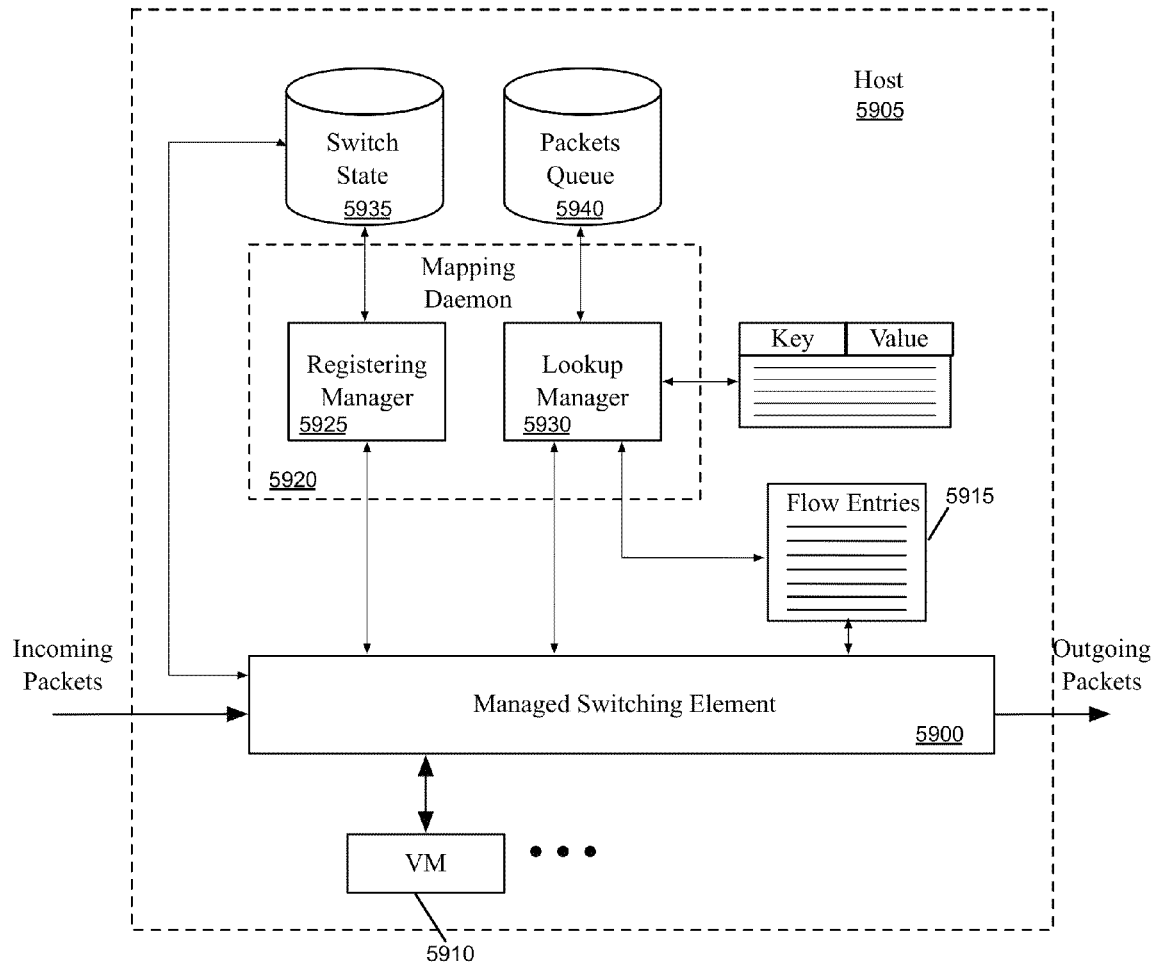 Host
5905
Switch
State
5935
Packets
Queue
5940
Mapping
Daemon
Registering
Manager
5925
Lookup
Manager
5930
Key
Value
5920
Flow Entries
5915
Incoming
Packets
Outgoing
Packets
Managed Switching Element
5900
VM
5910